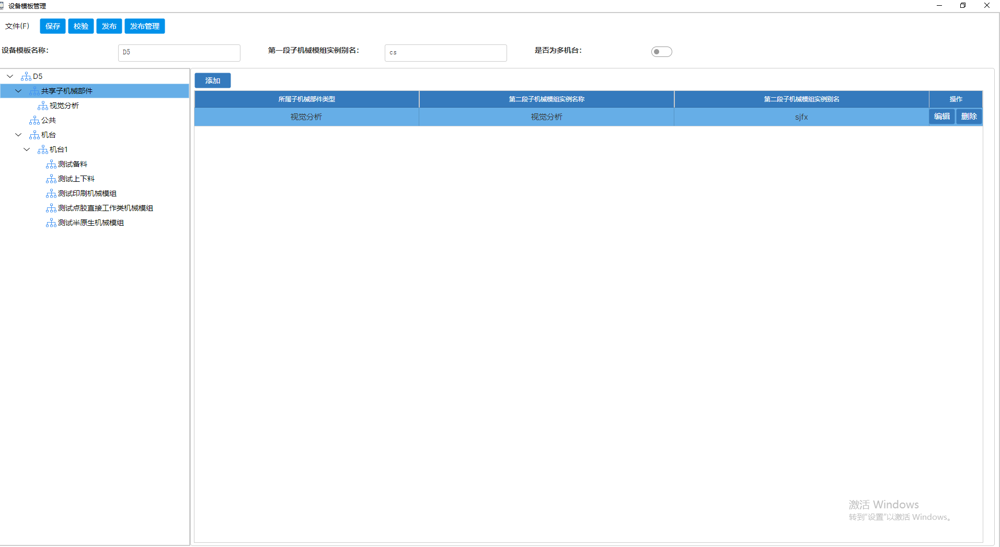 设备模板管理
文件(F) 保存 校验 发布 发布管理
设备模板名称： D5 第一段子机械模组实例别名： cs 是否为多机台：
D5
共享子机械部件
视觉分析
公共
机台
机台1
测试备料
测试上下料
测试印刷机械模组
测试点胶直接工作类机械模组
测试半原生机械模组
添加
所属子机械部件类型 第二段子机械模组实例名称 第二段子机械模组实例别名 操作
视觉分析 视觉分析 sjfx 编辑 删除
激活 Windows
转到“设置”以激活 Windows。